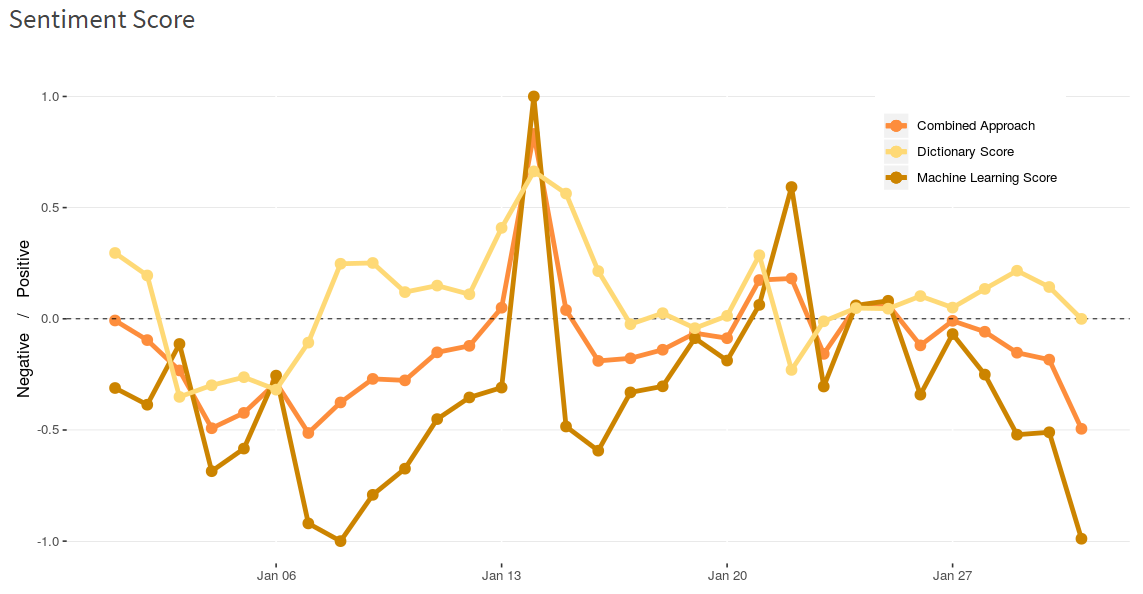 Sentiment Score
1.0
0.5
0.0
-0.5
-1.0
Negative / Positive
Combined Approach
Dictionary Score
Machine Learning Score
Jan 06
Jan 13
Jan 20
Jan 27